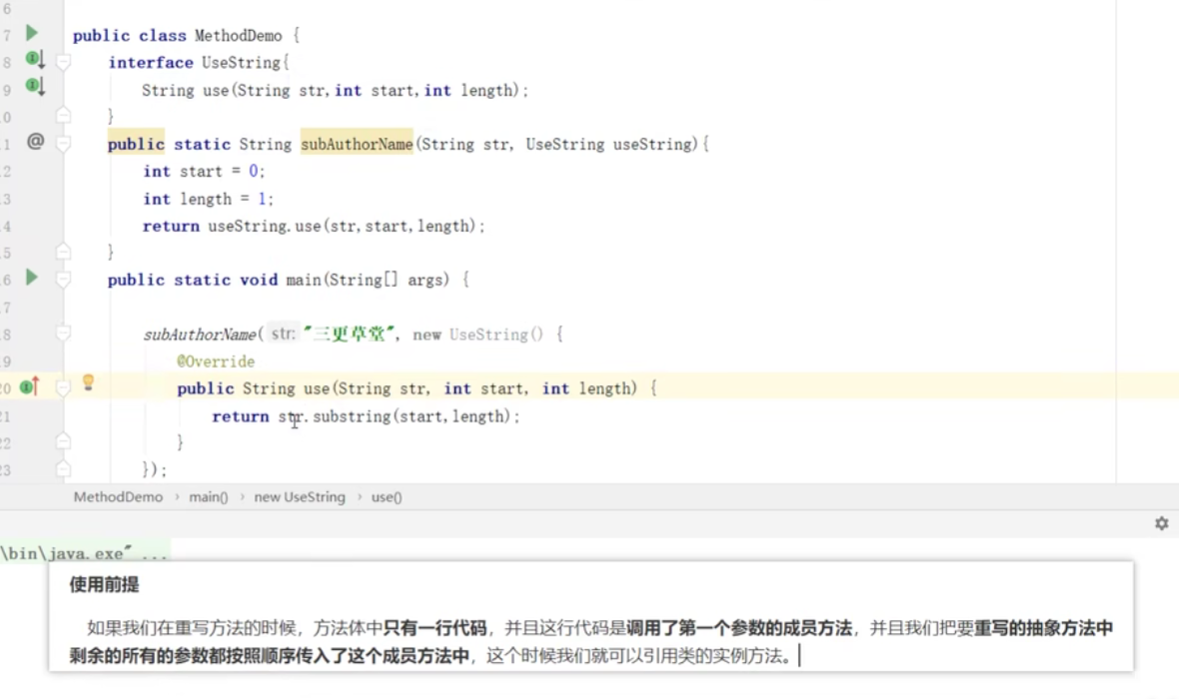 6
7 public class MethodDemo {
8 interface UseString{
9 String use(String str,int start,int length);
0 }
1 @ public static String subAuthorName(String str, UseString useString){
2 int start = 0;
3 int length = 1;
4 return useString.use(str,start,length);
5 }
6 public static void main(String[] args) {
7
8 subAuthorName( str: "三更草堂", new UseString() {
9 @Override
20 public String use(String str, int start, int length) {
21 return str.substring(start,length);
22 }
23 });
MethodDemo › main() › new UseString › use()
\bin\java.exe" ...
使用前提
如果我们在重写方法的时候，方法体中只有一行代码，并且这行代码是调用了第一个参数的成员方法，并且我们把要重写的抽象方法中
剩余的所有的参数都按照顺序传入了这个成员方法中，这个时候我们就可以引用类的实例方法。